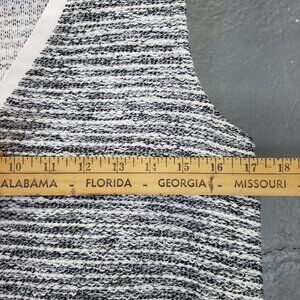 10 11 12 13 14 15 16 17 18
ALABAMA - FLORIDA - GEORGIA - MISSOURI